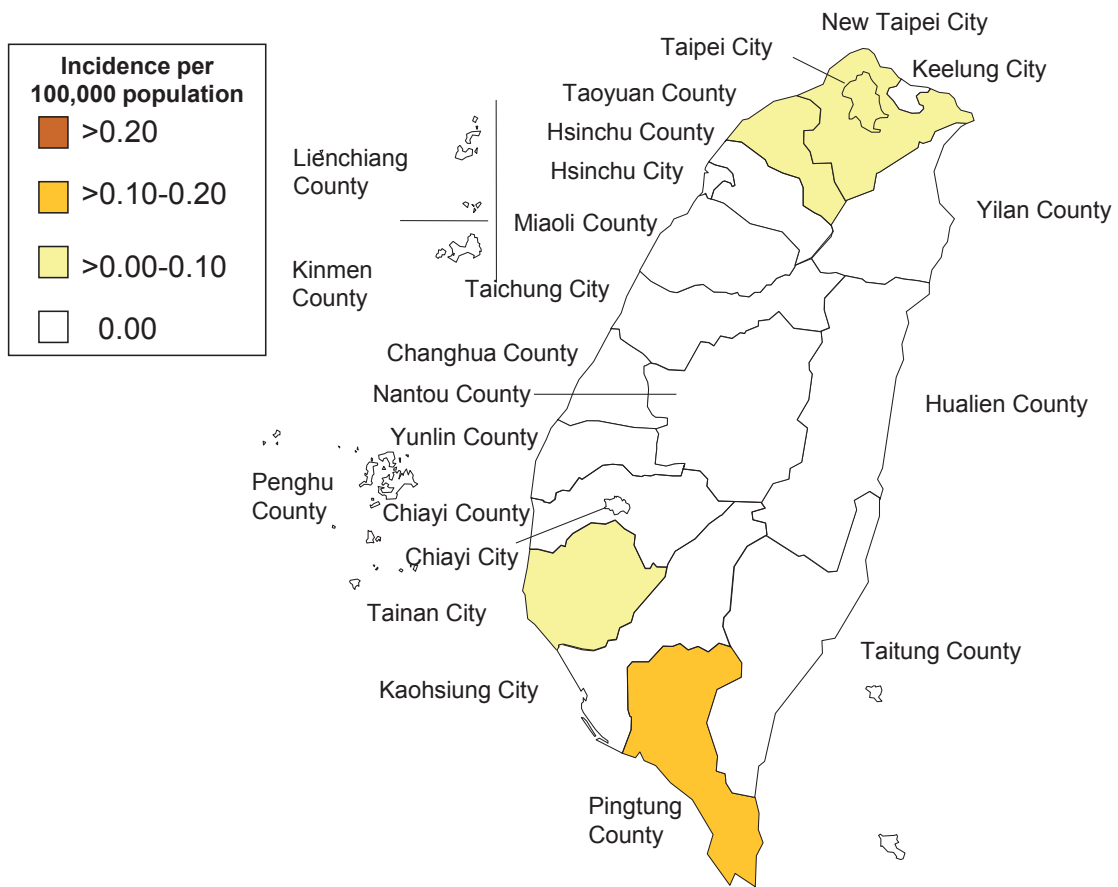 Incidence per
100,000 population
>0.20
>0.10-0.20
>0.00-0.10
0.00
New Taipei City
Taipei City
Keelung City
Taoyuan County
Hsinchu County
Lienchiang
County
Hsinchu City
Yilan County
Miaoli County
Kinmen
County
Taichung City
Changhua County
Nantou County
Hualien County
Yunlin County
Penghu
County
Chiayi County
Chiayi City
Tainan City
Taitung County
Kaohsiung City
Pingtung
County